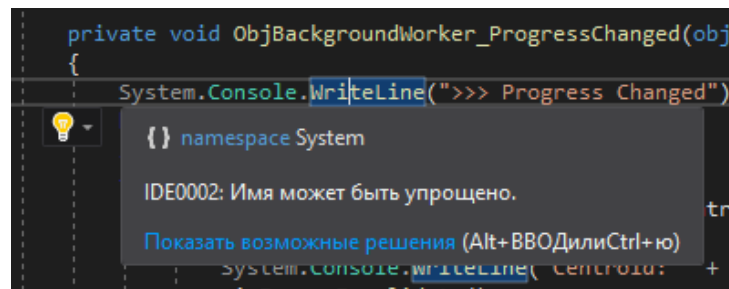 private void ObjBackgroundWorker_ProgressChanged(obj
{
System.Console.WriteLine(">>> Progress Changed")
{} namespace System
IDE0002: Имя может быть упрощено.
tr
Показать возможные решения (Alt+ВВОДилиCtrl+ю)
System.Console.WriteLine("Centroid: " +